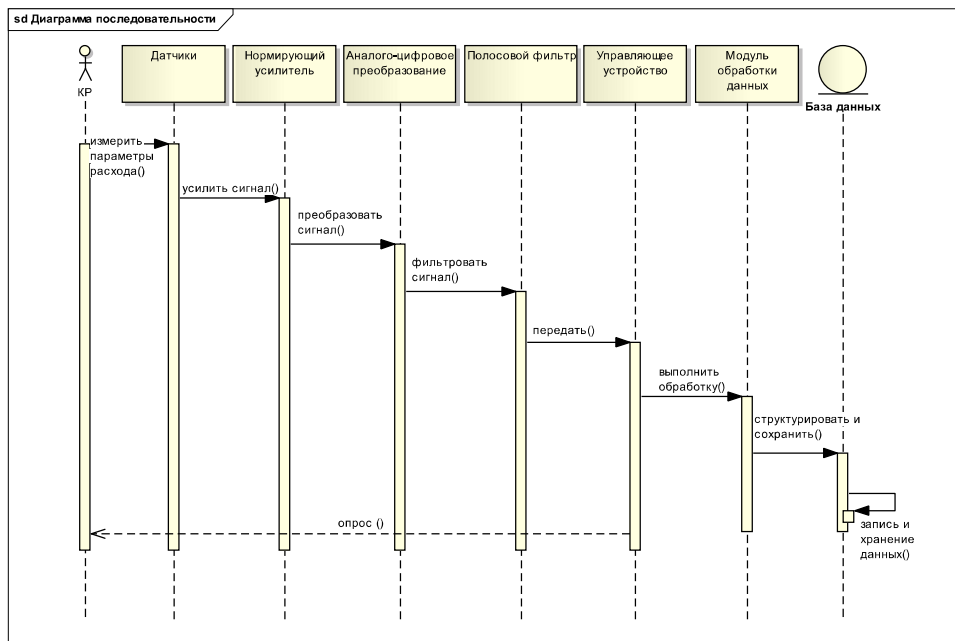 sd Диаграмма последовательности
КР
Датчики
Нормирующий
усилитель
Аналого-цифровое
преобразование
Полосовой фильтр
Управляющее
устройство
Модуль
обработки
данных
База данных
измерить
параметры
расхода()
усилить сигнал()
преобразовать
сигнал()
фильтровать
сигнал()
передать()
выполнить
обработку()
структурировать и
сохранить()
запись и
хранение
данных()
опрос ()